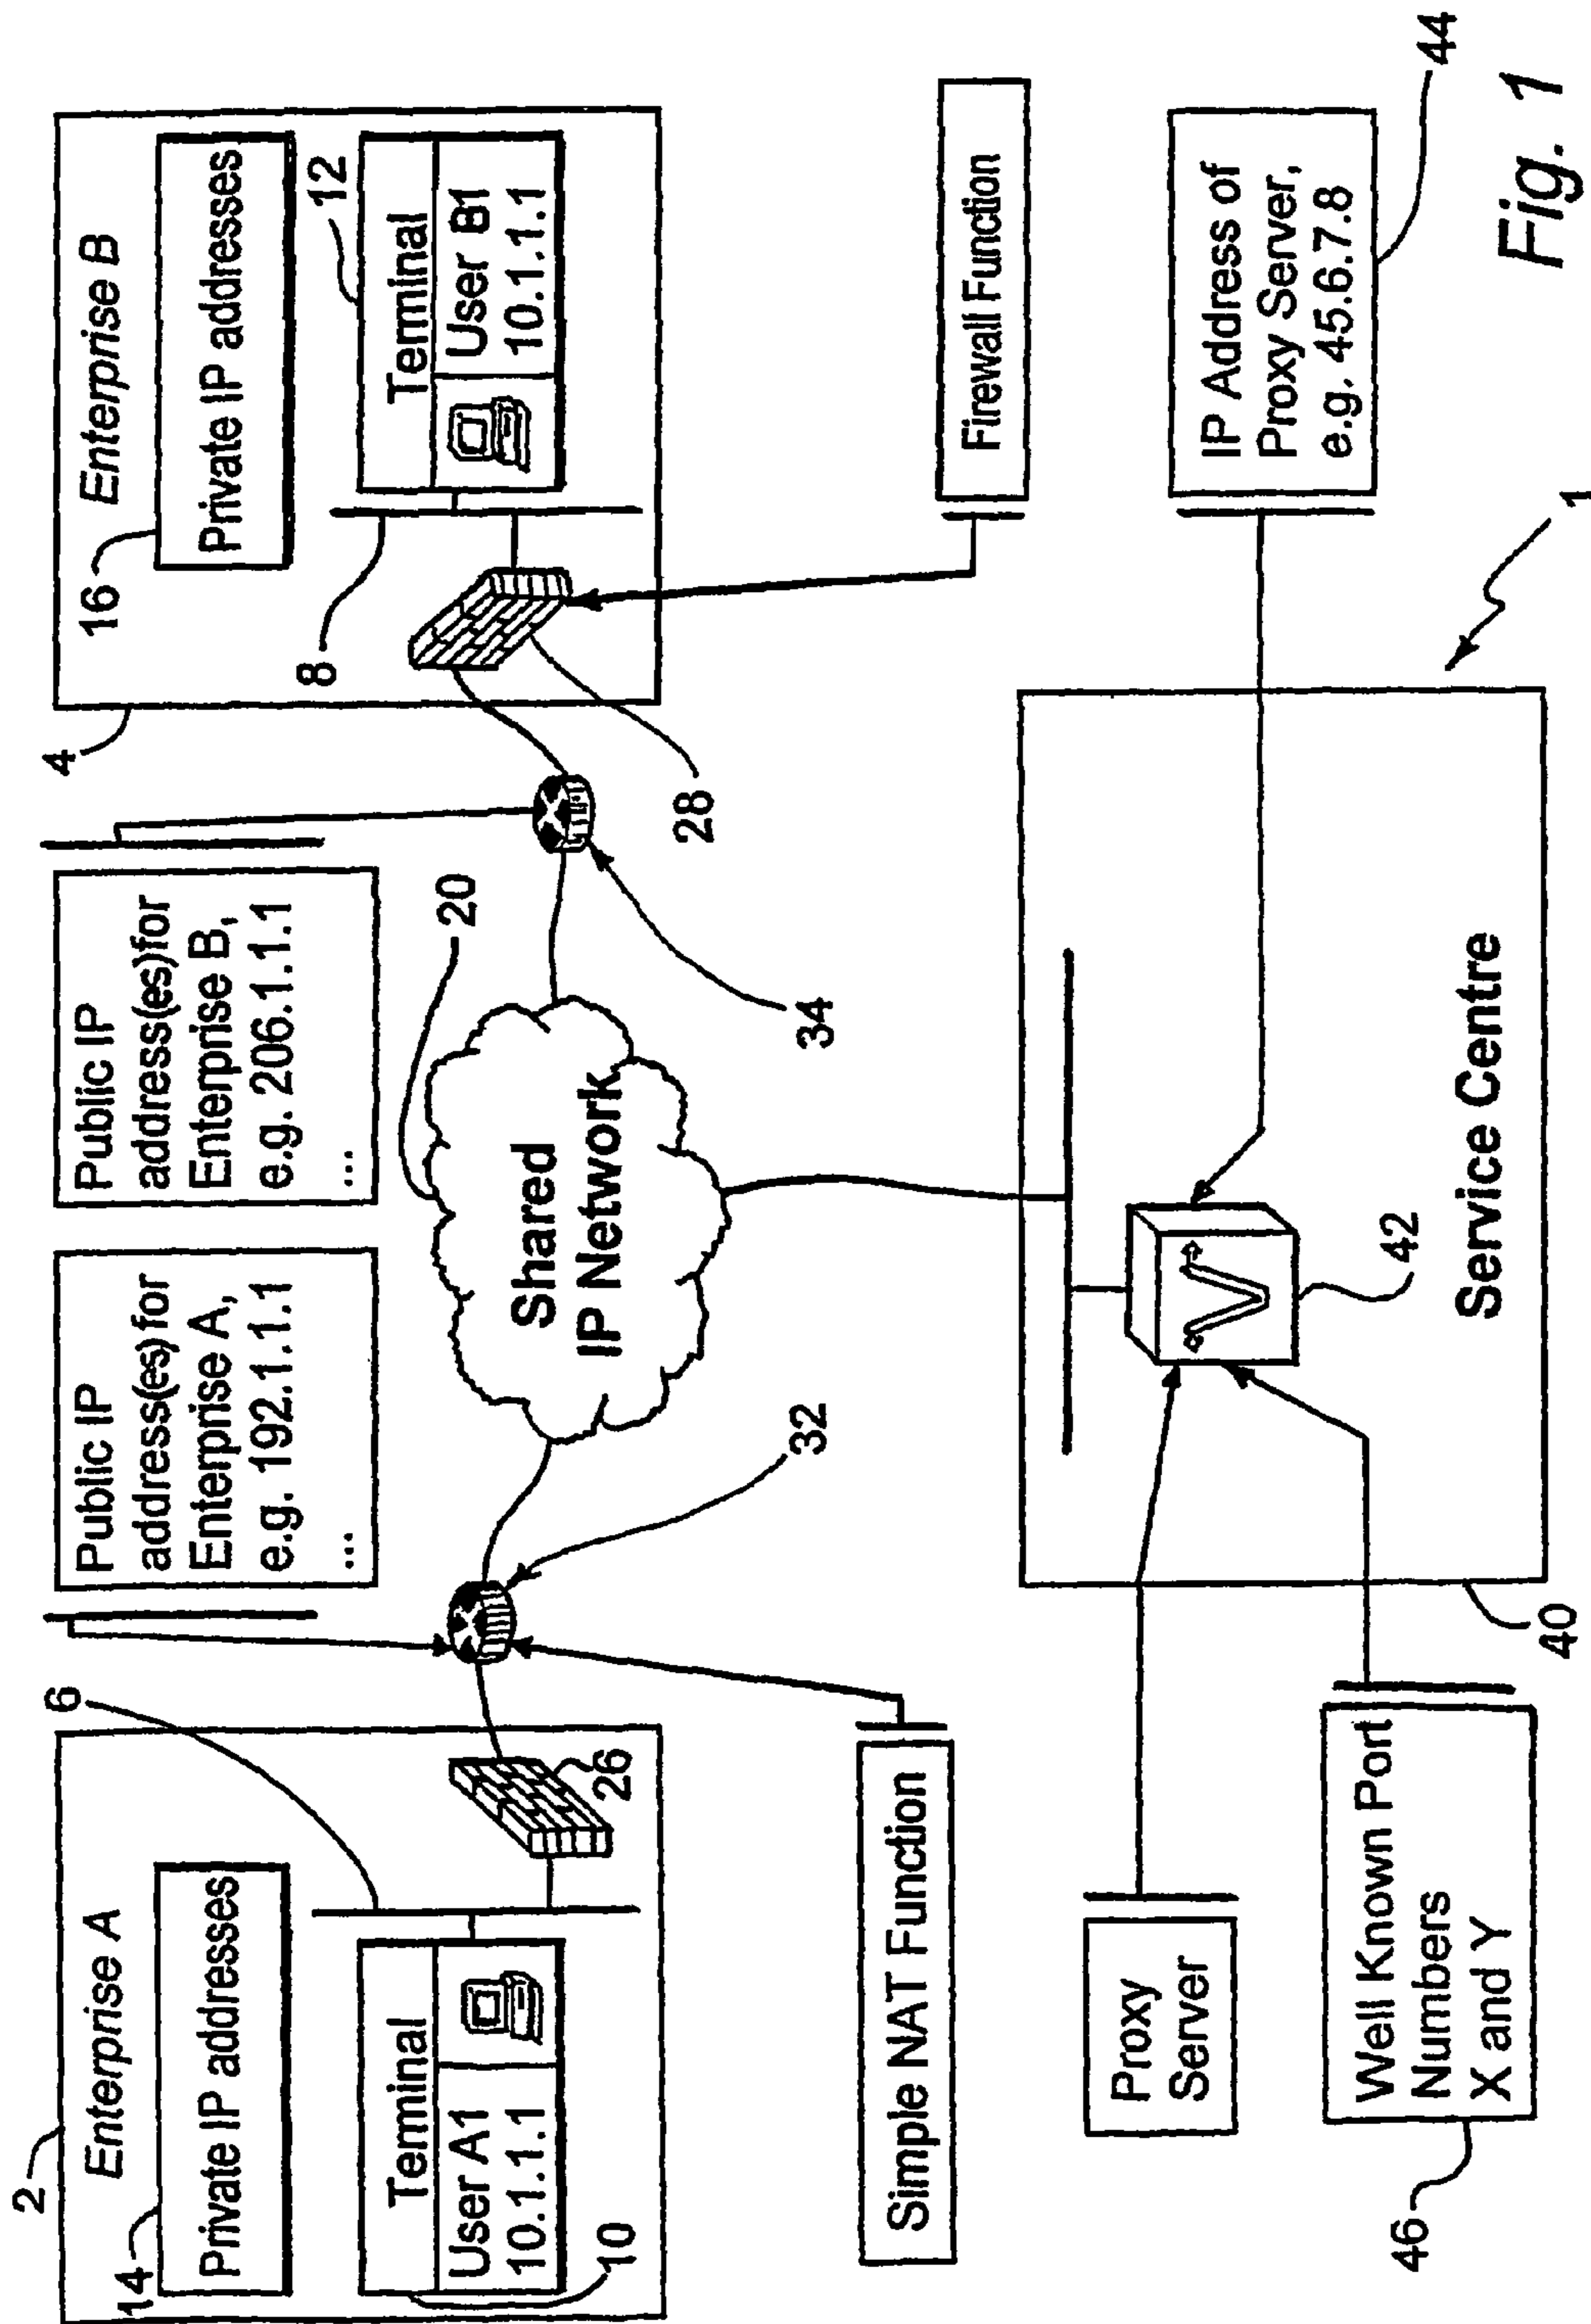 2
Enterprise A
14
Private IP addresses
Terminal
User A1
10.1.1.1
10
6
26
Public IP
address(es) for
Enterprise A,
e.g. 192.1.1.1
...
Public IP
address(es)for
Enterprise B,
e.g. 206.1.1.1
...
20
Shared
IP Network
32
34
4
Enterprise B
16
Private IP addresses
8
Terminal
User B1
10.1.1.1
12
28
Simple NAT Function
Firewall Function
Proxy
Server
Well Known Port
Numbers
X and Y
46
42
Service Centre
40
IP Address of
Proxy Server,
e.g. 45.6.7.8
44
1
Fig. 1